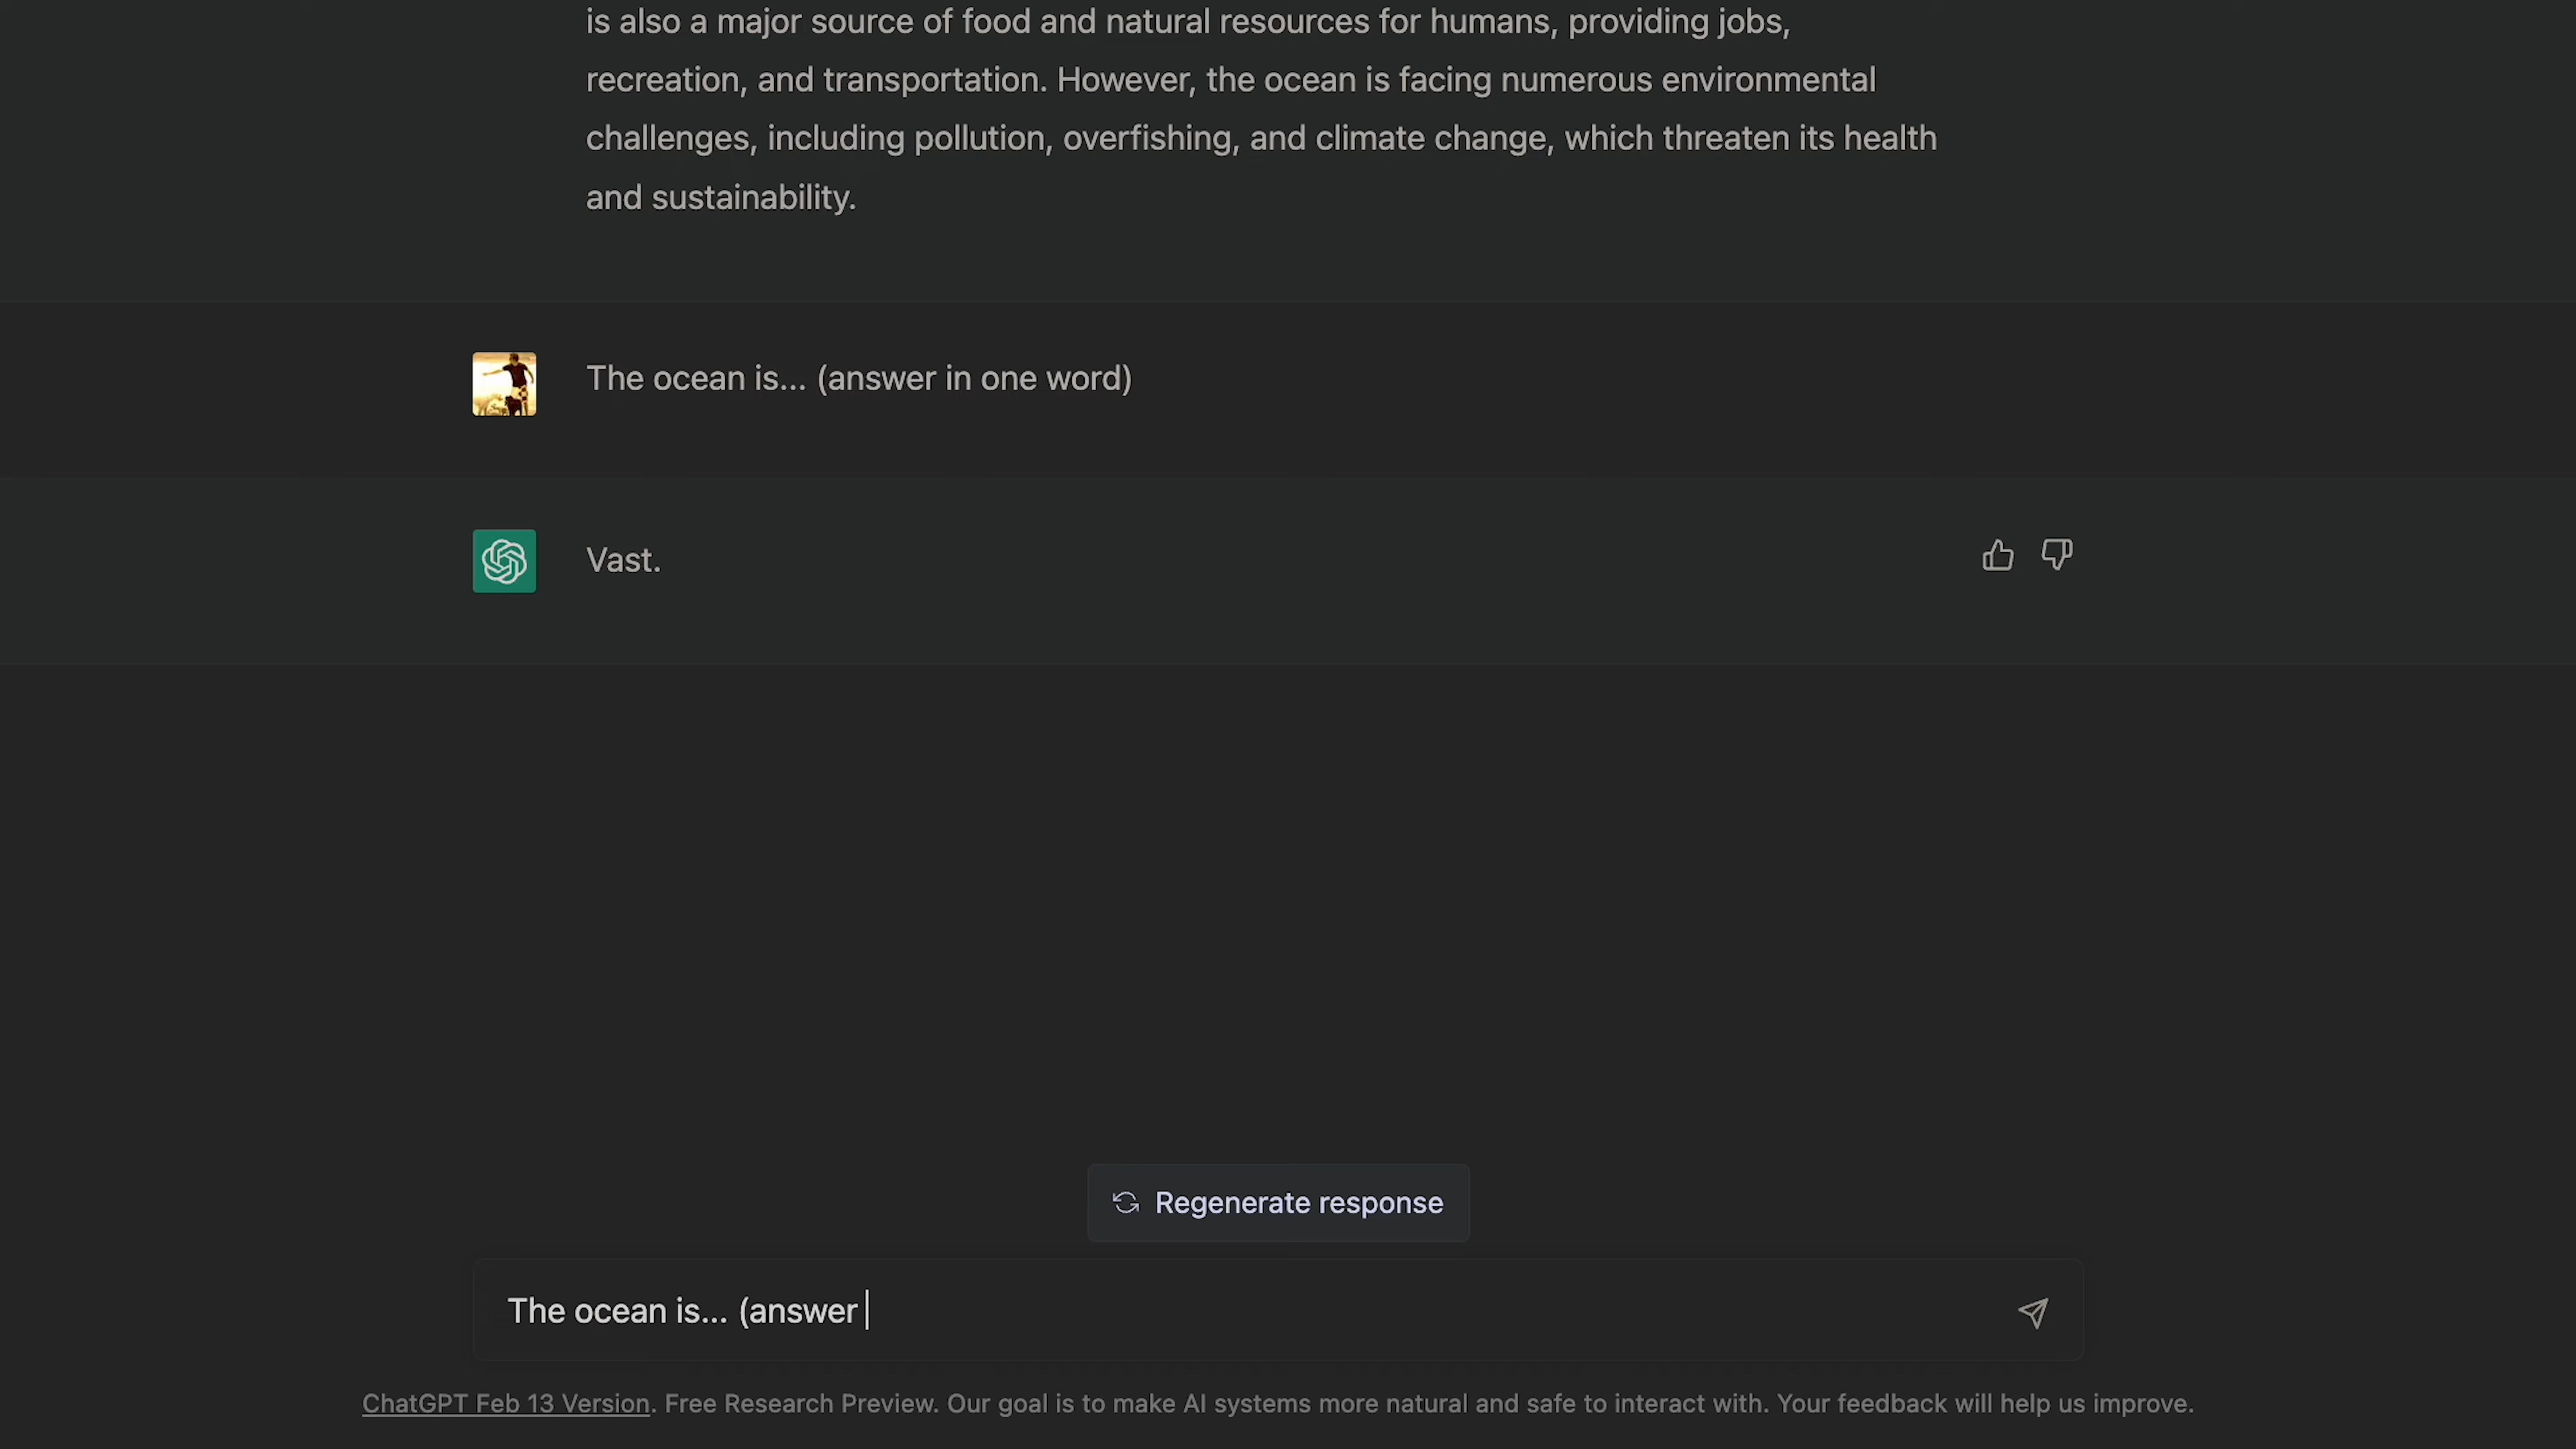 is also a major source of food and natural resources for humans, providing jobs,
recreation, and transportation. However, the ocean is facing numerous environmental
challenges, including pollution, overfishing, and climate change, which threaten its health
and sustainability.
The ocean is... (answer in one word)
Vast.
Regenerate response
The ocean is... (answer
ChatGPT Feb 13 Version. Free Research Preview. Our goal is to make AI systems more natural and safe to interact with. Your feedback will help us improve.